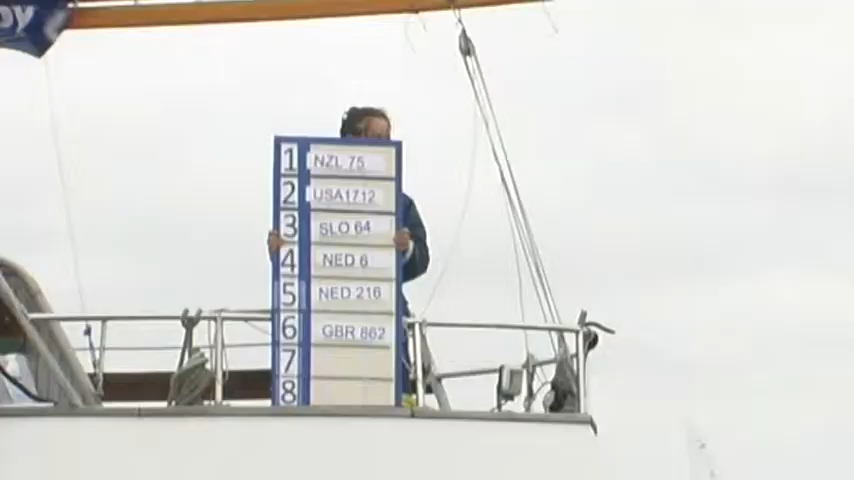 1 NZL 75
2 USA1712
3 SLO 64
4 NED 6
5 NED 216
6 GBR 862
7
8